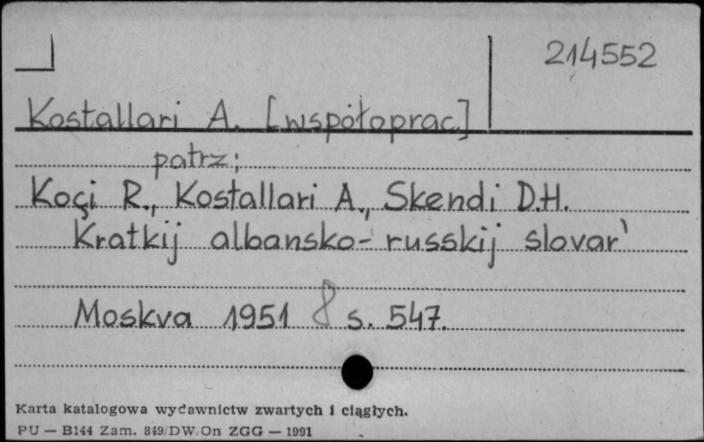 214552
Kostallari A. [współoprac.]
patrz:
Koçi R., Kostallari A., Skendi D.H.
Kratkij albansko-russkij slovar'
Moskva 1951 8 s. 547.
Karta katalogowa wydawnictw zwartych i ciągłych.
PU — B144 Zam. 849/DW/On ZGG — 1991